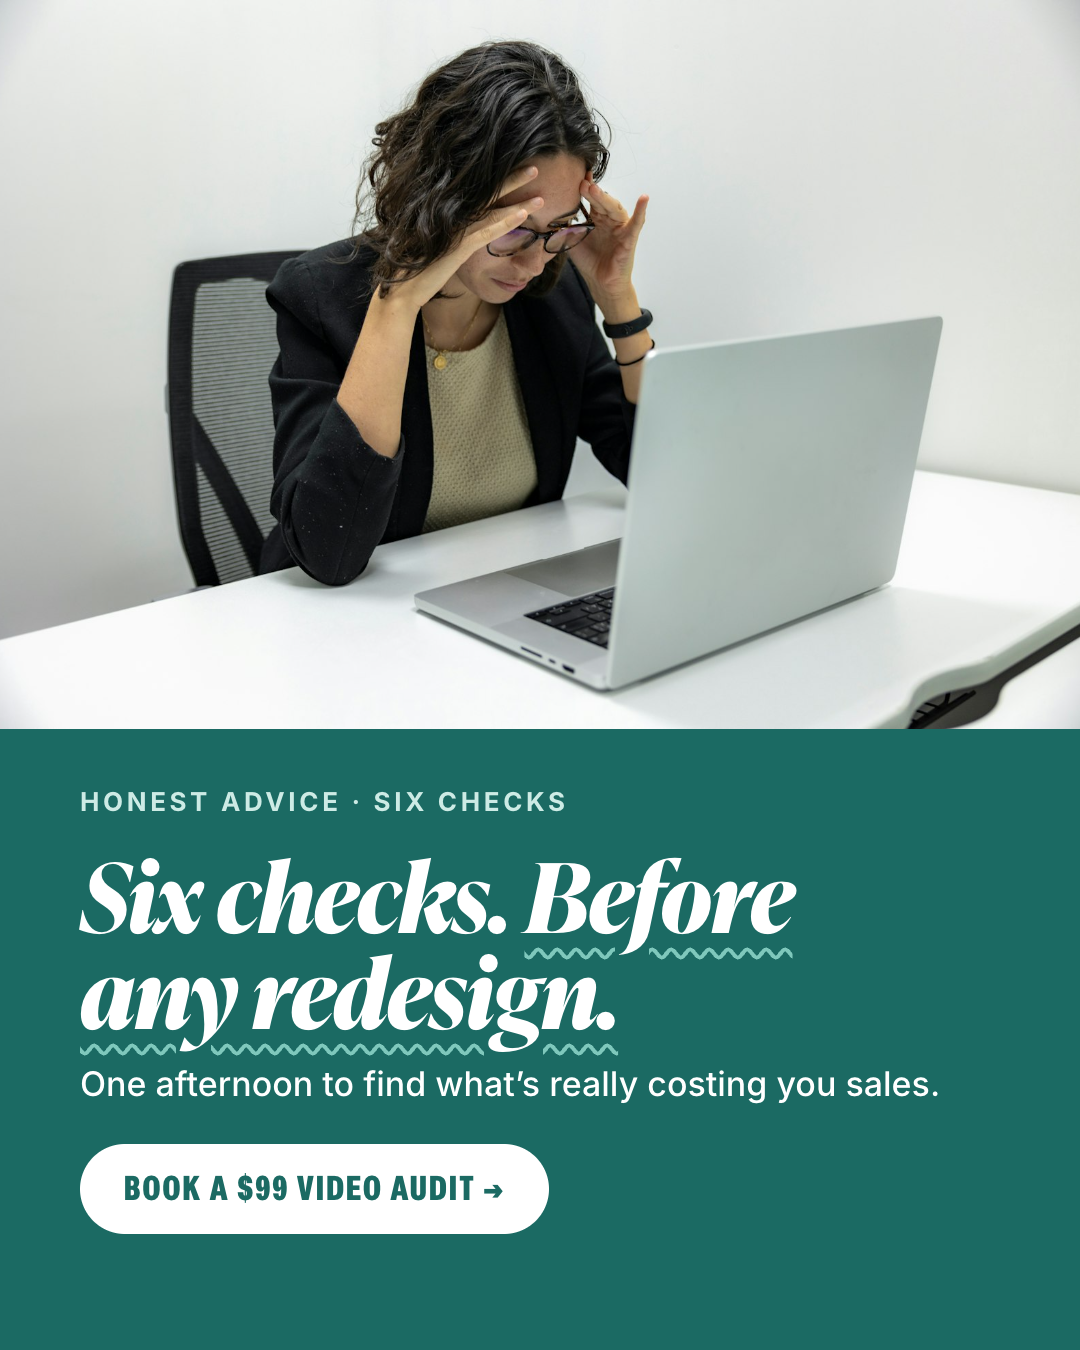 HONEST ADVICE · SIX CHECKS
Six checks. Before
any redesign.
One afternoon to find what’s really costing you sales.
BOOK A $99 VIDEO AUDIT ➔